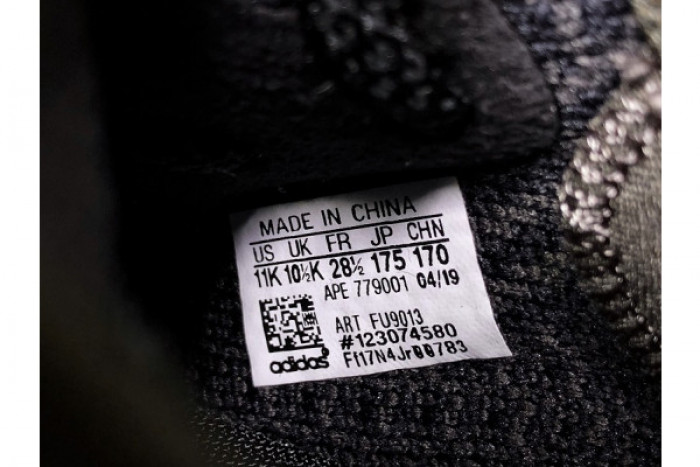 MADE IN CHINA
US UK FR JP CHN
11K 10½K 28½ 175 170
APE 779001 04/19
ART FU9013
#123074580
adidas
Ff17N4Jr00783